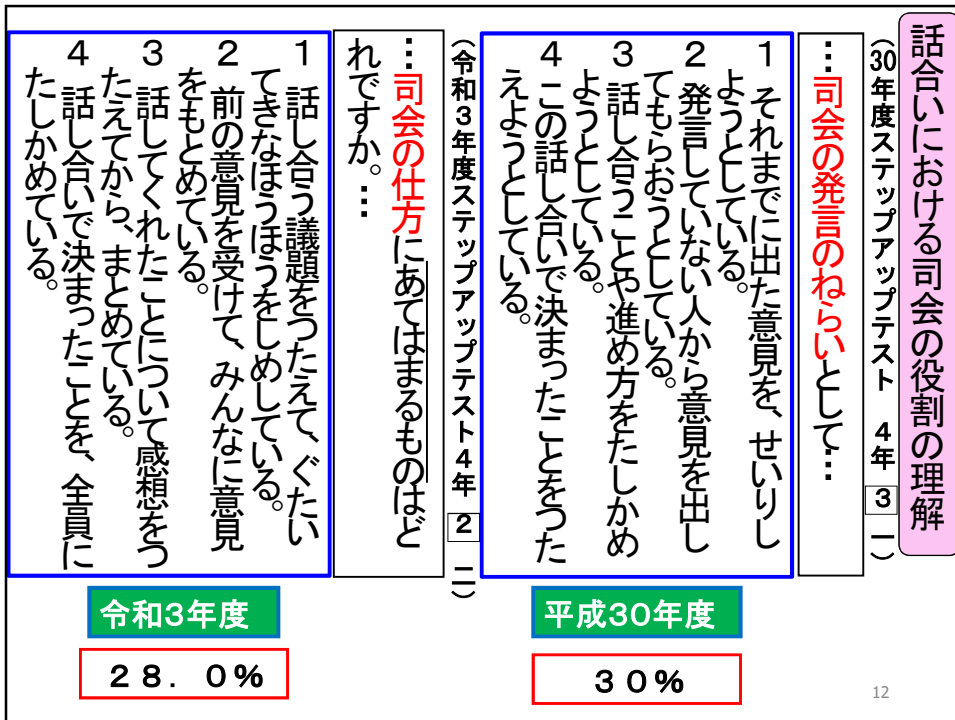 話合いにおける司会の役割の理解
（30年度ステップアップテスト　４年 ３ 一）
…司会の発言のねらいとして…
１　それまでに出た意見を、せいりし
ようとしている。
２　発言していない人から意見を出し
てもらおうとしている。
３　話し合うことや進め方をたしかめ
ようとしている。
４　この話し合いで決まったことをつた
えようとしている。
（令和３年度ステップアップテスト４年 ２ 二）
…司会の仕方にあてはまるものはど
れですか。…
１　話し合う議題をつたえて、ぐたい
てきなほうほうをしめしている。
２　前の意見を受けて、みんなに意見
をもとめている。
３　話してくれたことについて感想をつ
たえてから、まとめている。
４　話し合いで決まったことを、全員に
たしかめている。
平成３０年度
３０％
令和３年度
２８．０％
12